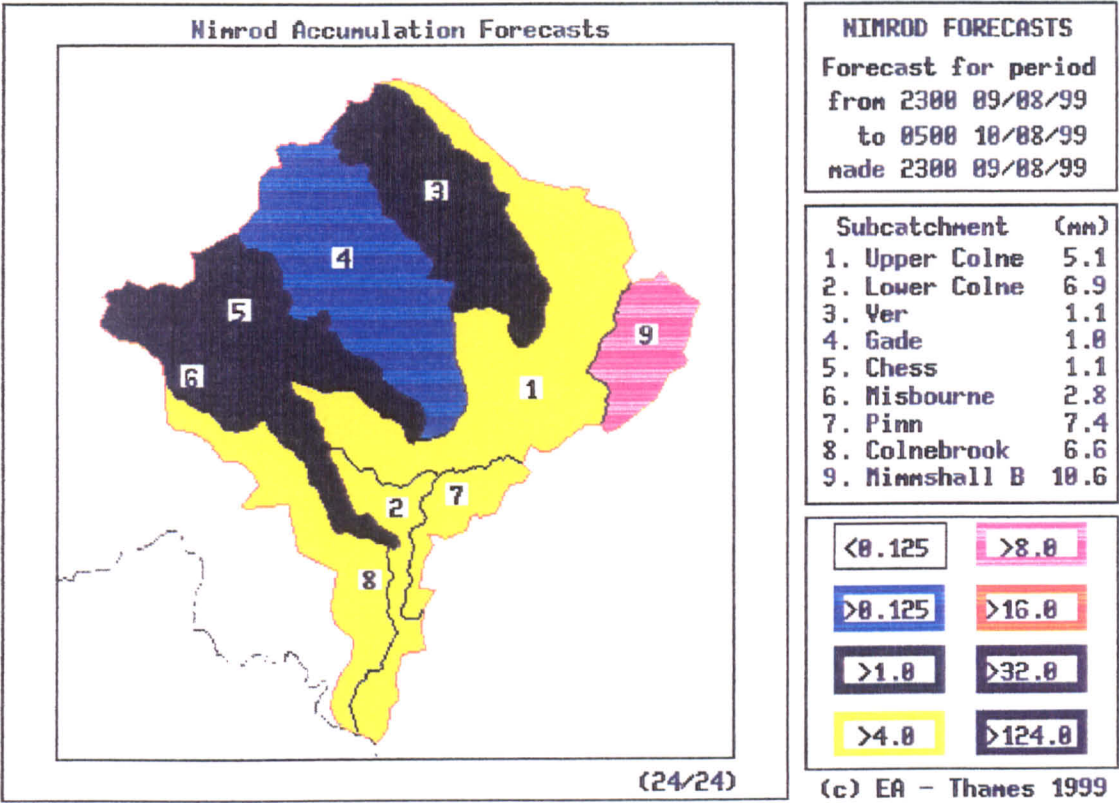 Nimrod Accumulation Forecasts
3
4
5
9
6
1
2
7
8
(24/24)
NIMROD FORECASTS
Forecast for period
from 2300 09/08/99
to 0500 10/08/99
made 2300 09/08/99
Subcatchment (mm)
1. Upper Colne 5.1
2. Lower Colne 6.9
3. Ver 1.1
4. Gade 1.0
5. Chess 1.1
6. Misbourne 2.8
7. Pinn 7.4
8. Colnebrook 6.6
9. Mimmshall B 10.6
<0.125 >8.0
>0.125 >16.0
>1.0 >32.0
>4.0 >124.0
(c) EA - Thames 1999